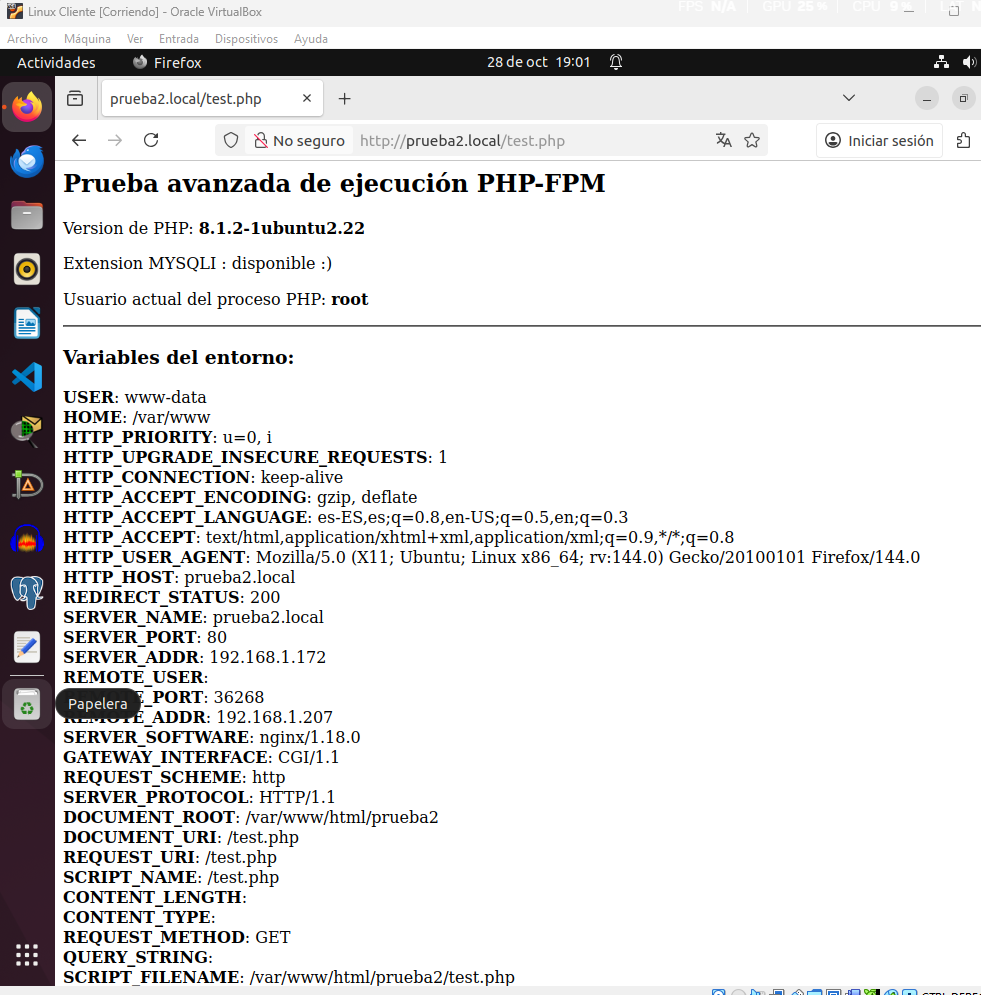 Linux Cliente [Corriendo] - Oracle VirtualBox
FPS N/A GPU 25 % CPU 9 %
Archivo Máquina Ver Entrada Dispositivos Ayuda
Actividades Firefox 28 de oct 19:01
prueba2.local/test.php
No seguro http://prueba2.local/test.php Iniciar sesión
Prueba avanzada de ejecución PHP-FPM
Version de PHP: 8.1.2-1ubuntu2.22
Extension MYSQLI : disponible :)
Usuario actual del proceso PHP: root
Variables del entorno:
USER: www-data
HOME: /var/www
HTTP_PRIORITY: u=0, i
HTTP_UPGRADE_INSECURE_REQUESTS: 1
HTTP_CONNECTION: keep-alive
HTTP_ACCEPT_ENCODING: gzip, deflate
HTTP_ACCEPT_LANGUAGE: es-ES,es;q=0.8,en-US;q=0.5,en;q=0.3
HTTP_ACCEPT: text/html,application/xhtml+xml,application/xml;q=0.9,*/*;q=0.8
HTTP_USER_AGENT: Mozilla/5.0 (X11; Ubuntu; Linux x86_64; rv:144.0) Gecko/20100101 Firefox/144.0
HTTP_HOST: prueba2.local
REDIRECT_STATUS: 200
SERVER_NAME: prueba2.local
SERVER_PORT: 80
SERVER_ADDR: 192.168.1.172
REMOTE_USER:
Papelera
E_PORT: 36268
REMOTE_ADDR: 192.168.1.207
SERVER_SOFTWARE: nginx/1.18.0
GATEWAY_INTERFACE: CGI/1.1
REQUEST_SCHEME: http
SERVER_PROTOCOL: HTTP/1.1
DOCUMENT_ROOT: /var/www/html/prueba2
DOCUMENT_URI: /test.php
REQUEST_URI: /test.php
SCRIPT_NAME: /test.php
CONTENT_LENGTH:
CONTENT_TYPE:
REQUEST_METHOD: GET
QUERY_STRING:
SCRIPT_FILENAME: /var/www/html/prueba2/test.php